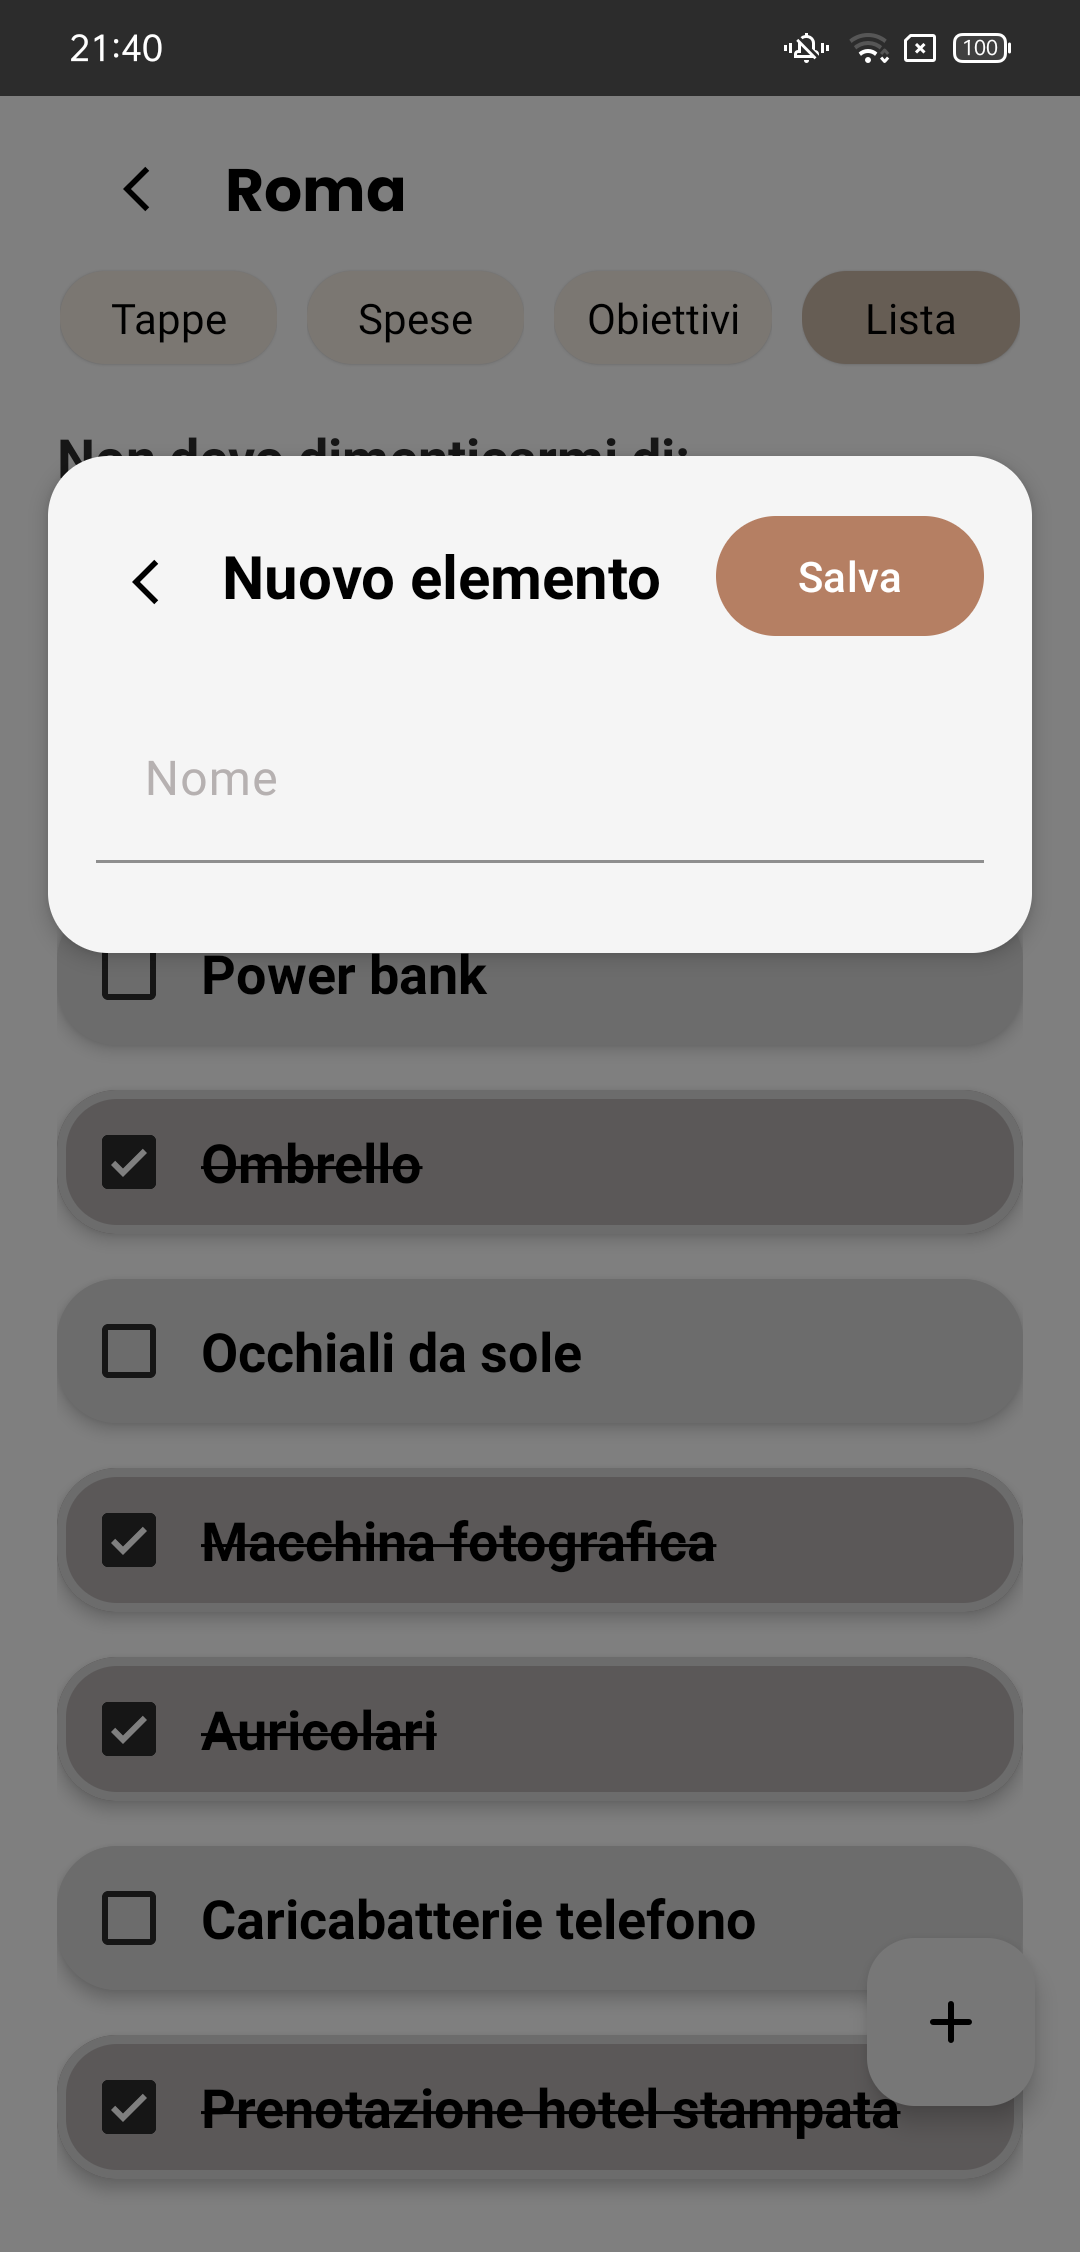 21:40
100
Roma
Tappe
Spese
Obiettivi
Lista
Non devo dimenticarmi di:
Nuovo elemento
Salva
Nome
Power bank
Ombrello
Occhiali da sole
Macchina fotografica
Auricolari
Caricabatterie telefono
Prenotazione hotel stampata